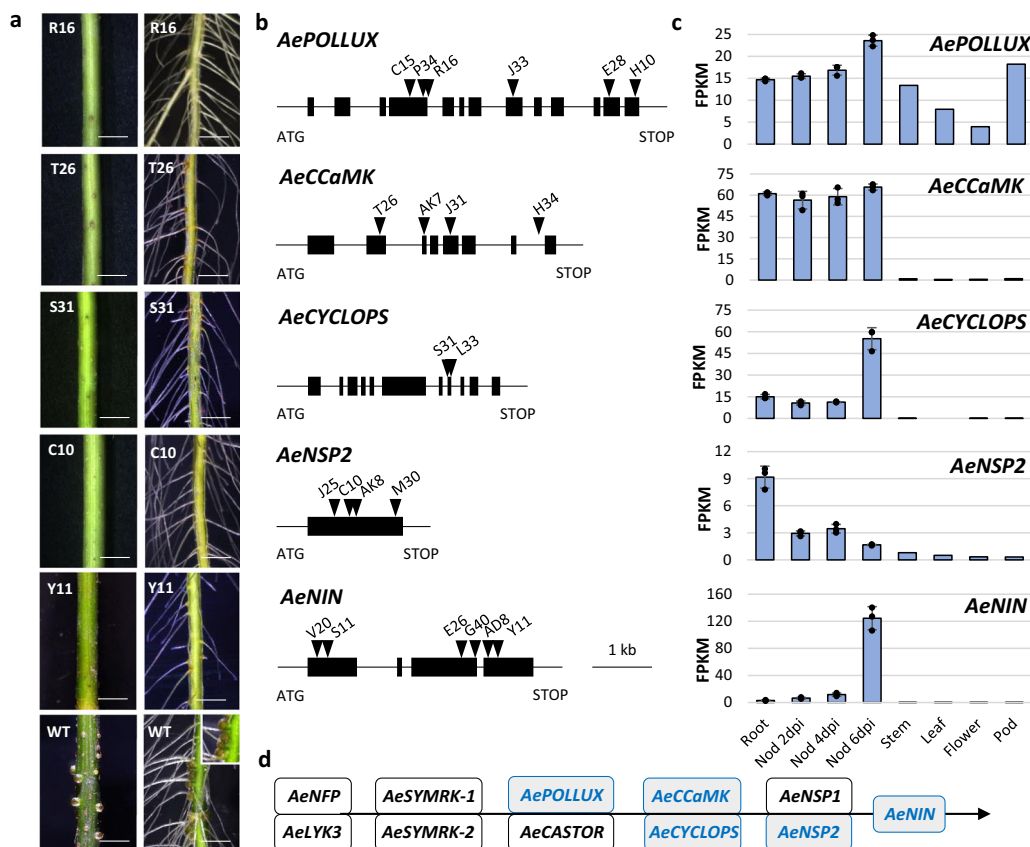 a
R16
R16
T26
T26
S31
S31
C10
C10
Y11
Y11
WT
WT
b
AePOLLUX
C15 P34 R16 J33 E28 H10
ATG STOP
AeCCaMK
T26 AK7 J31 H34
ATG STOP
AeCYCLOPS
S31 L33
ATG STOP
AeNSP2
J25 C10 AK8 M30
ATG STOP
AeNIN
V20 S11 E26 G40 AD8 Y11
1 kb
ATG STOP
c
AePOLLUX
FPKM
25
20
15
10
5
0
AeCCaMK
FPKM
75
60
45
30
15
0
AeCYCLOPS
FPKM
75
60
45
30
15
0
AeNSP2
FPKM
12
9
6
3
0
AeNIN
FPKM
160
120
80
40
0
Root Nod 2dpi Nod 4dpi Nod 6dpi Stem Leaf Flower Pod
d
AeNFP AeSYMRK-1 AePOLLUX AeCCaMK AeNSP1
AeNIN
AeLYK3 AeSYMRK-2 AeCASTOR AeCYCLOPS AeNSP2